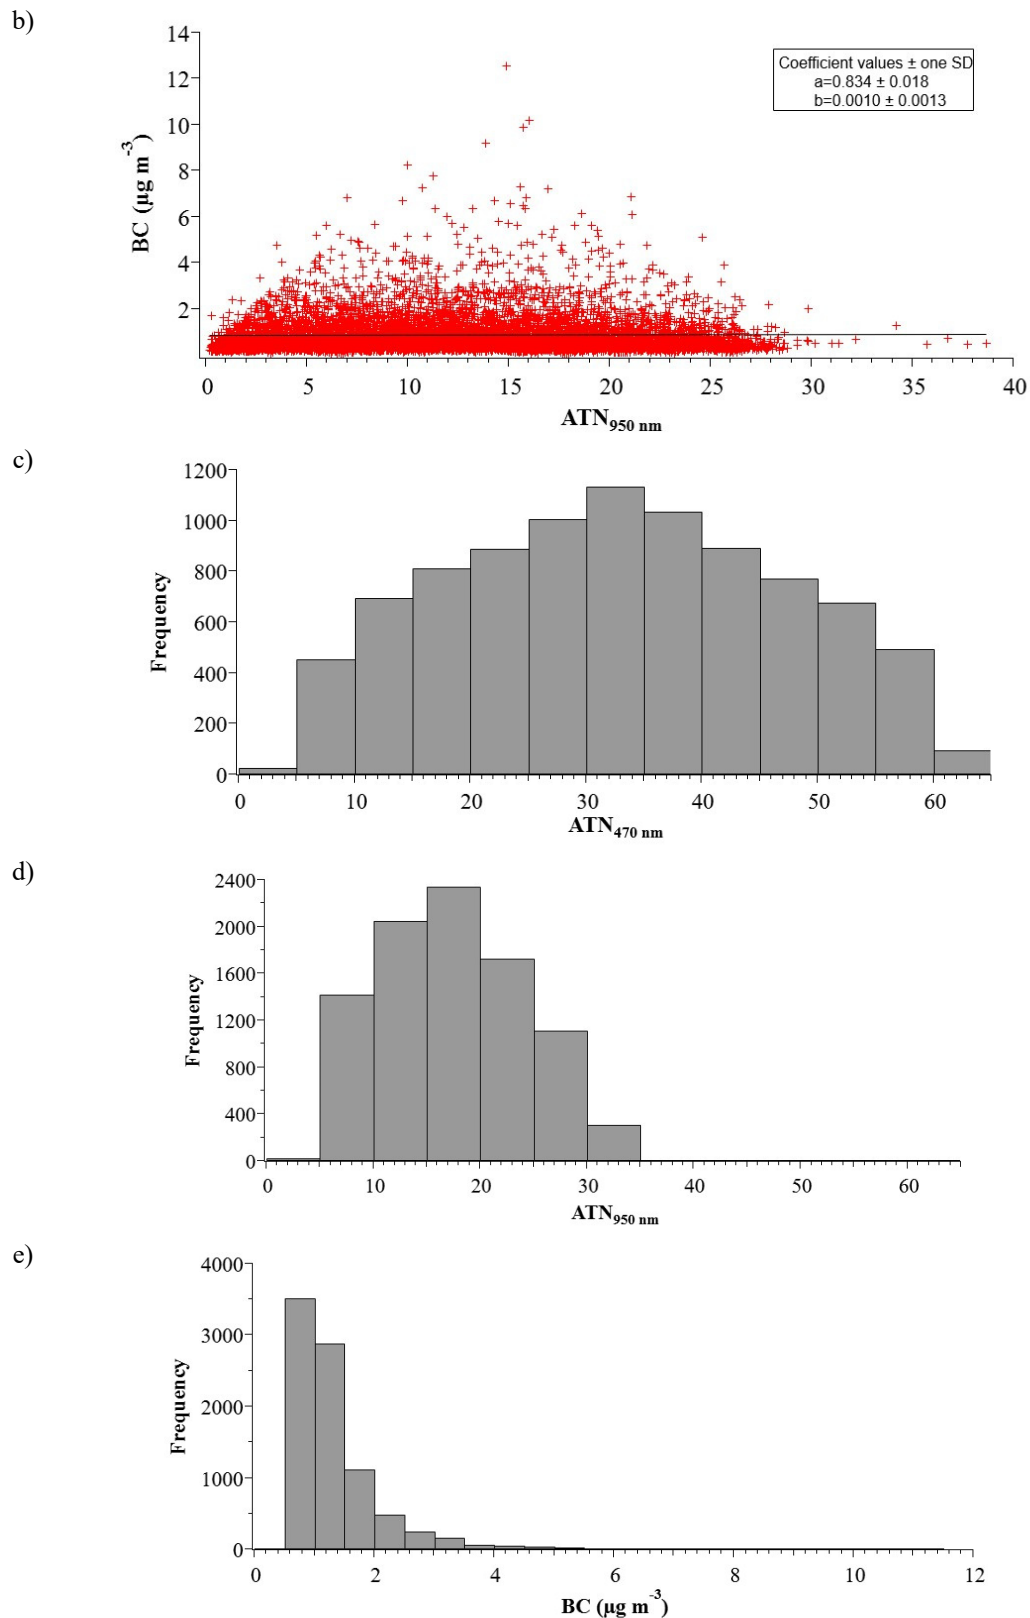 b)
14
12
10
8
6
4
2
BC (µg m-3)
Coefficient values ± one SD
a=0.834 ± 0.018
b=0.0010 ± 0.0013
0 5 10 15 20 25 30 35 40
ATN950 nm
c)
1200
1000
800
600
400
200
0
Frequency
0 10 20 30 40 50 60
ATN470 nm
d)
2400
2000
1600
1200
800
400
0
Frequency
0 10 20 30 40 50 60
ATN950 nm
e)
4000
3000
2000
1000
0
Frequency
0 2 4 6 8 10 12
BC (µg m-3)